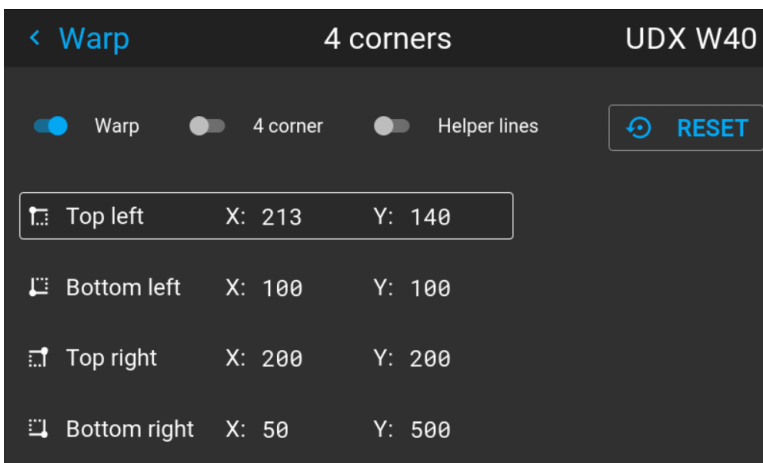 Warp 4 corners UDX W40
Warp 4 corner Helper lines RESET
Top left X: 213 Y: 140
Bottom left X: 100 Y: 100
Top right X: 200 Y: 200
Bottom right X: 50 Y: 500